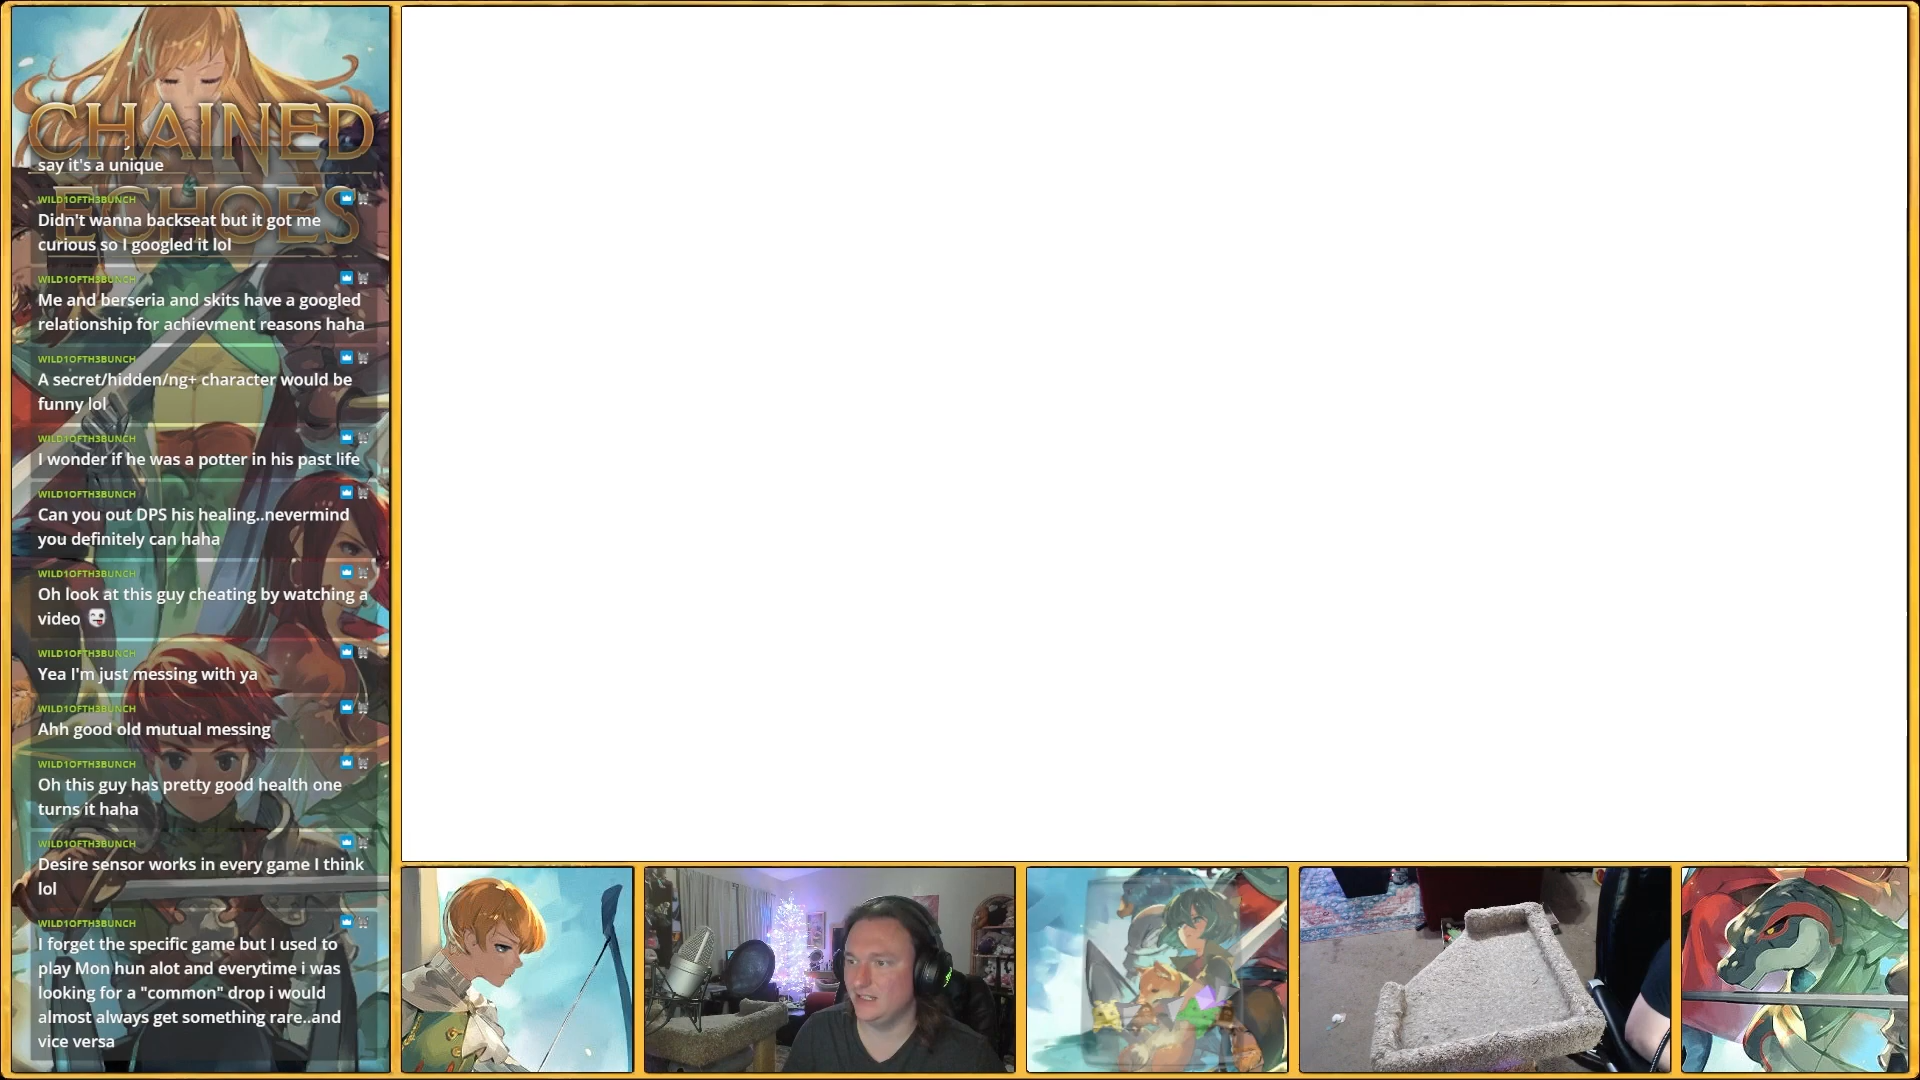 CHAINED
ECHOES
say it's a unique
WILD1OFTH3BUNCH
Didn't wanna backseat but it got me
curious so I googled it lol
WILD1OFTH3BUNCH
Me and berseria and skits have a googled
relationship for achievment reasons haha
WILD1OFTH3BUNCH
A secret/hidden/ng+ character would be
funny lol
WILD1OFTH3BUNCH
I wonder if he was a potter in his past life
WILD1OFTH3BUNCH
Can you out DPS his healing..nevermind
you definitely can haha
WILD1OFTH3BUNCH
Oh look at this guy cheating by watching a
video
WILD1OFTH3BUNCH
Yea I'm just messing with ya
WILD1OFTH3BUNCH
Ahh good old mutual messing
WILD1OFTH3BUNCH
Oh this guy has pretty good health one
turns it haha
WILD1OFTH3BUNCH
Desire sensor works in every game I think
lol
WILD1OFTH3BUNCH
I forget the specific game but I used to
play Mon hun alot and everytime i was
looking for a "common" drop i would
almost always get something rare..and
vice versa